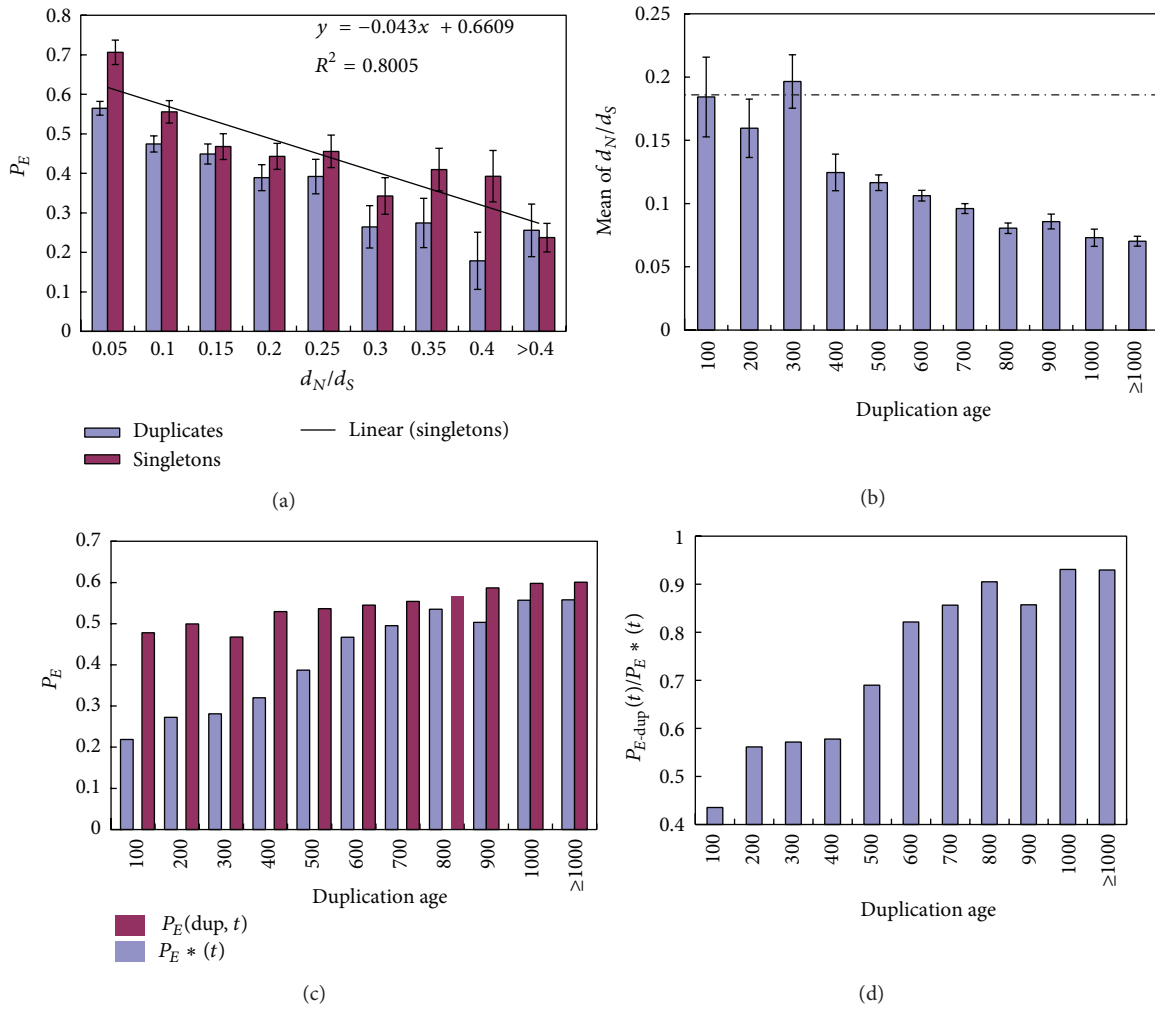 y = −0.043x + 0.6609
R² = 0.8005
0.8
0.7
0.6
0.5
0.4
0.3
0.2
0.1
0
P_E
0.05 0.1 0.15 0.2 0.25 0.3 0.35 0.4 >0.4
d_N/d_S
Duplicates
Linear (singletons)
Singletons
(a)
0.25
0.2
0.15
0.1
0.05
0
Mean of d_N/d_S
100 200 300 400 500 600 700 800 900 1000 ≥1000
Duplication age
(b)
0.7
0.6
0.5
0.4
0.3
0.2
0.1
0
P_E
100 200 300 400 500 600 700 800 900 1000 ≥1000
Duplication age
P_E(dup, t)
P_E * (t)
(c)
1
0.9
0.8
0.7
0.6
0.5
0.4
P_E-dup(t)/P_E * (t)
100 200 300 400 500 600 700 800 900 1000 ≥1000
Duplication age
(d)